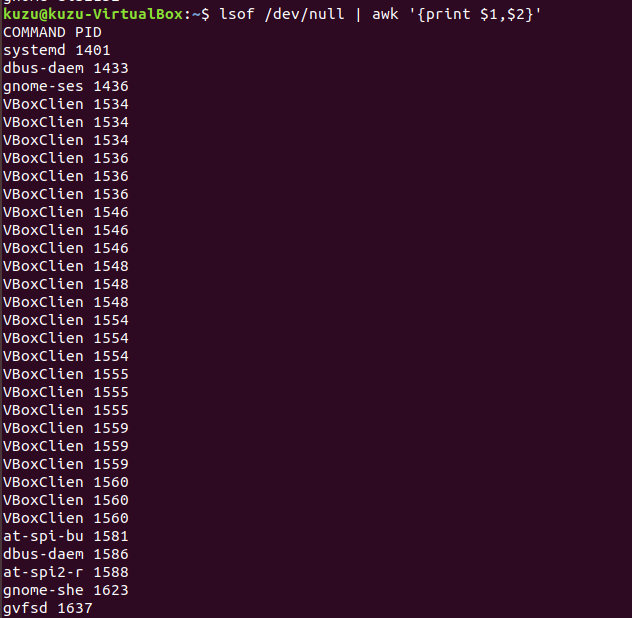 kuzu@kuzu-VirtualBox:~$ lsof /dev/null | awk '{print $1,$2}'
COMMAND PID
systemd 1401
dbus-daem 1433
gnome-ses 1436
VBoxClien 1534
VBoxClien 1534
VBoxClien 1534
VBoxClien 1536
VBoxClien 1536
VBoxClien 1536
VBoxClien 1546
VBoxClien 1546
VBoxClien 1546
VBoxClien 1548
VBoxClien 1548
VBoxClien 1548
VBoxClien 1554
VBoxClien 1554
VBoxClien 1554
VBoxClien 1555
VBoxClien 1555
VBoxClien 1555
VBoxClien 1559
VBoxClien 1559
VBoxClien 1559
VBoxClien 1560
VBoxClien 1560
VBoxClien 1560
at-spi-bu 1581
dbus-daem 1586
at-spi2-r 1588
gnome-she 1623
gvfsd 1637